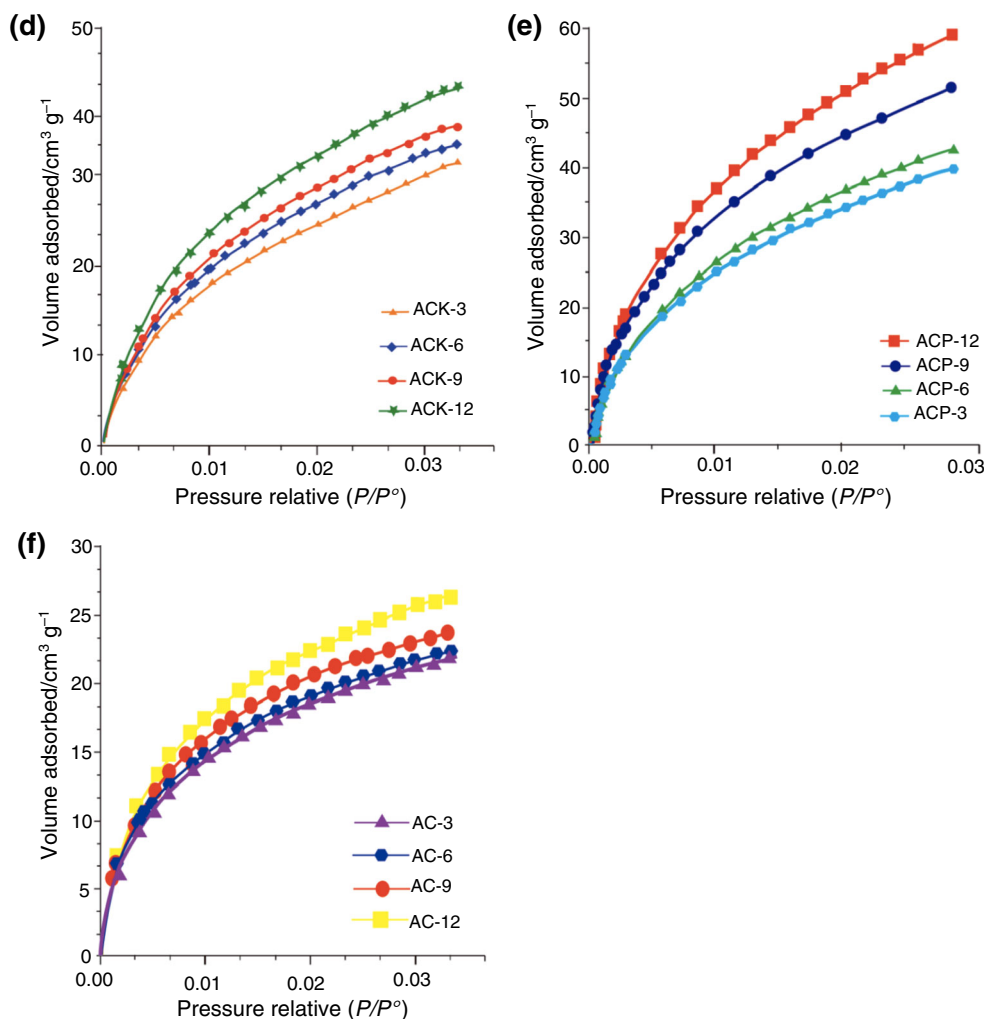 (d)
50
40
30
20
10
0
Volume adsorbed/cm³ g⁻¹
ACK-3
ACK-6
ACK-9
ACK-12
0.00 0.01 0.02 0.03
Pressure relative (P/P°)
(e)
60
50
40
30
20
10
0
Volume adsorbed/cm³ g⁻¹
ACP-12
ACP-9
ACP-6
ACP-3
0.00 0.01 0.02 0.03
Pressure relative (P/P°)
(f)
30
25
20
15
10
5
0
Volume adsorbed/cm³ g⁻¹
AC-3
AC-6
AC-9
AC-12
0.00 0.01 0.02 0.03
Pressure relative (P/P°)